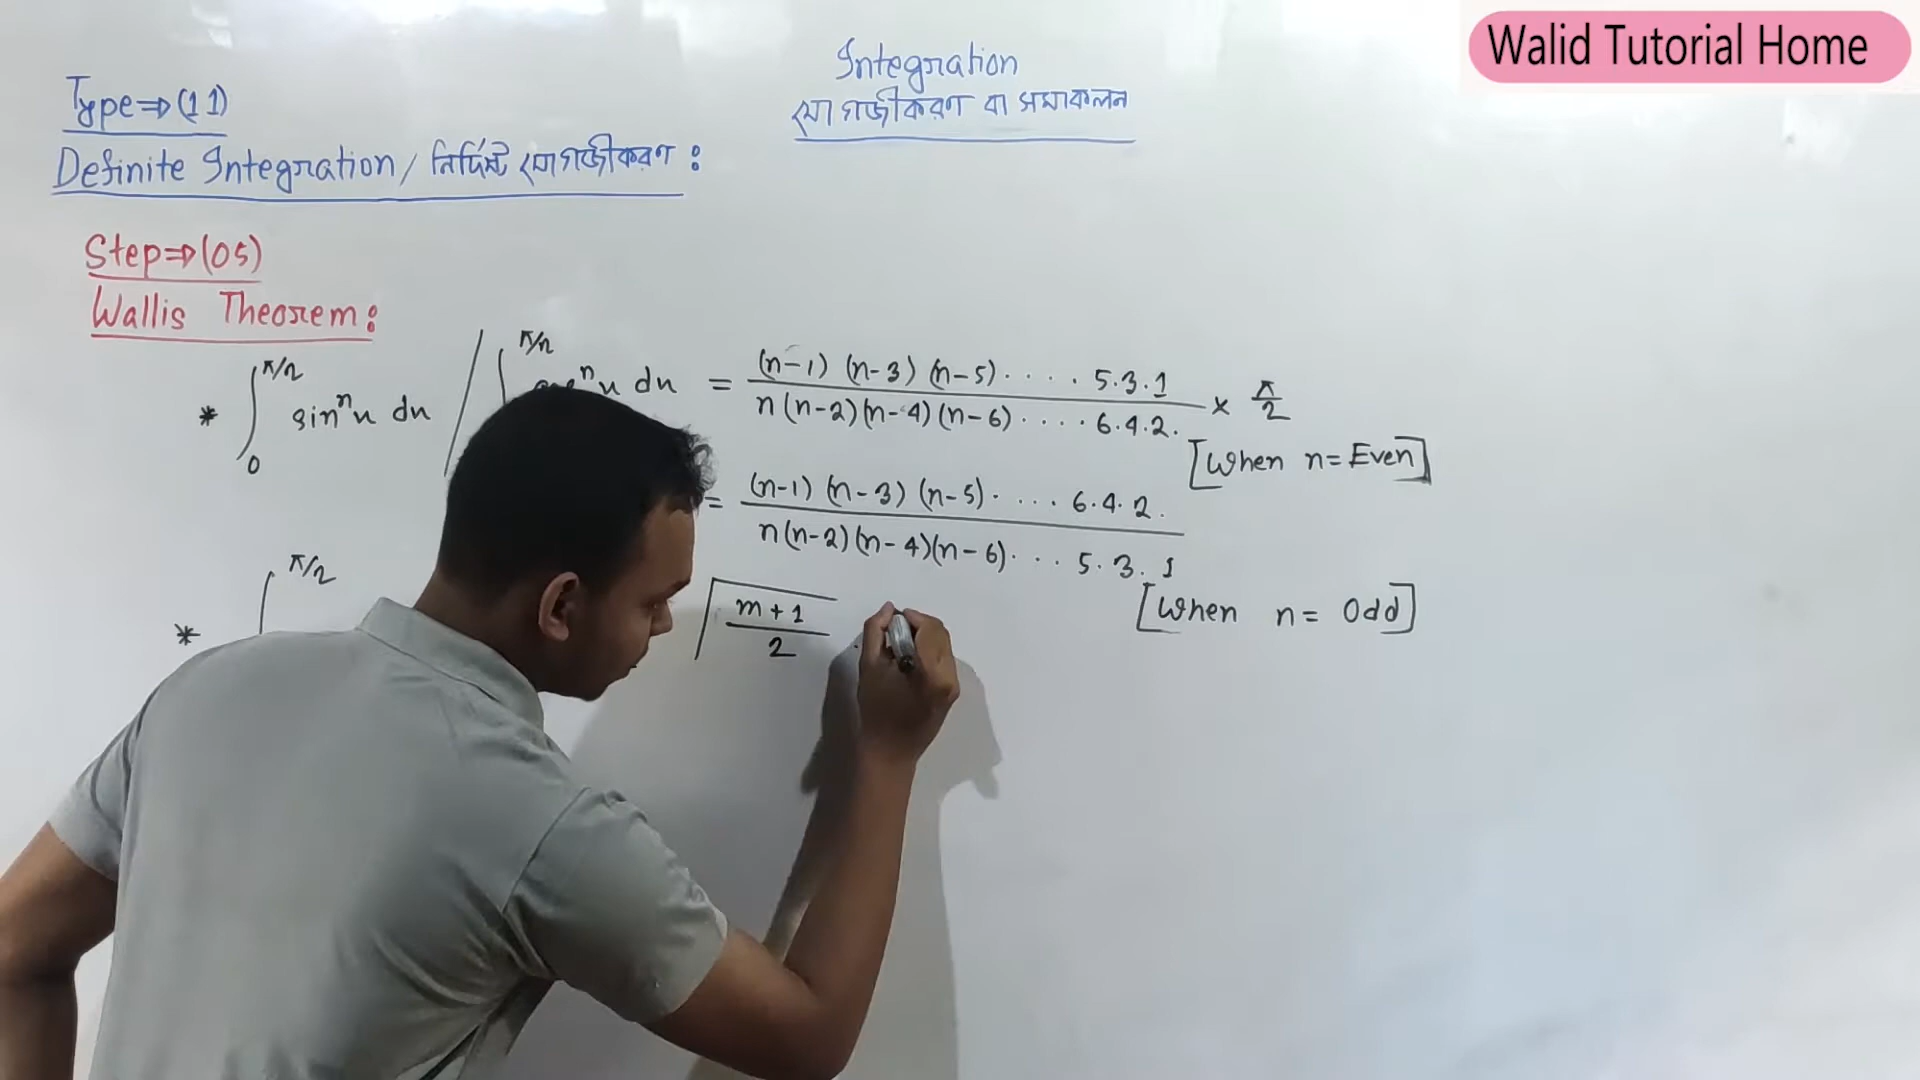 Walid Tutorial Home
Integration
যোগজীকরণ বা সমাকলন
Type⇒(11)
Definite Integration/নির্দিষ্ট যোগজীকরণ:
Step⇒(05)
Wallis Theorem:
* ∫₀^π/2 sinⁿx dx / ∫ ^π/2 ⁿx dx = (n-1)(n-3)(n-5)....5.3.1 / n(n-2)(n-4)(n-6)....6.4.2. × π/2
[When n=Even]
= (n-1)(n-3)(n-5)....6.4.2. / n(n-2)(n-4)(n-6)....5.3.1
[When n= Odd]
* ∫ ^π/2 Γ m+1 / 2